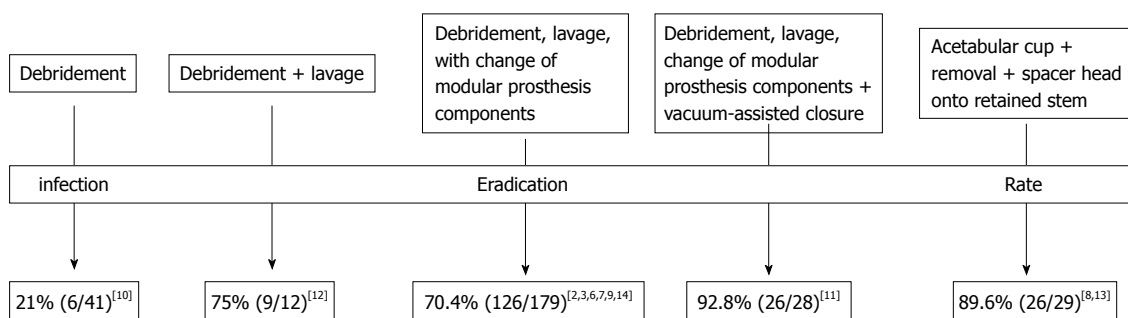 Debridement
Debridement + lavage
Debridement, lavage,
with change of
modular prosthesis
components
Debridement, lavage,
change of modular
prosthesis components +
vacuum-assisted closure
Acetabular cup +
removal + spacer head
onto retained stem
infection Eradication Rate
21% (6/41)[10]
75% (9/12)[12]
70.4% (126/179)[2,3,6,7,9,14]
92.8% (26/28)[11]
89.6% (26/29)[8,13]